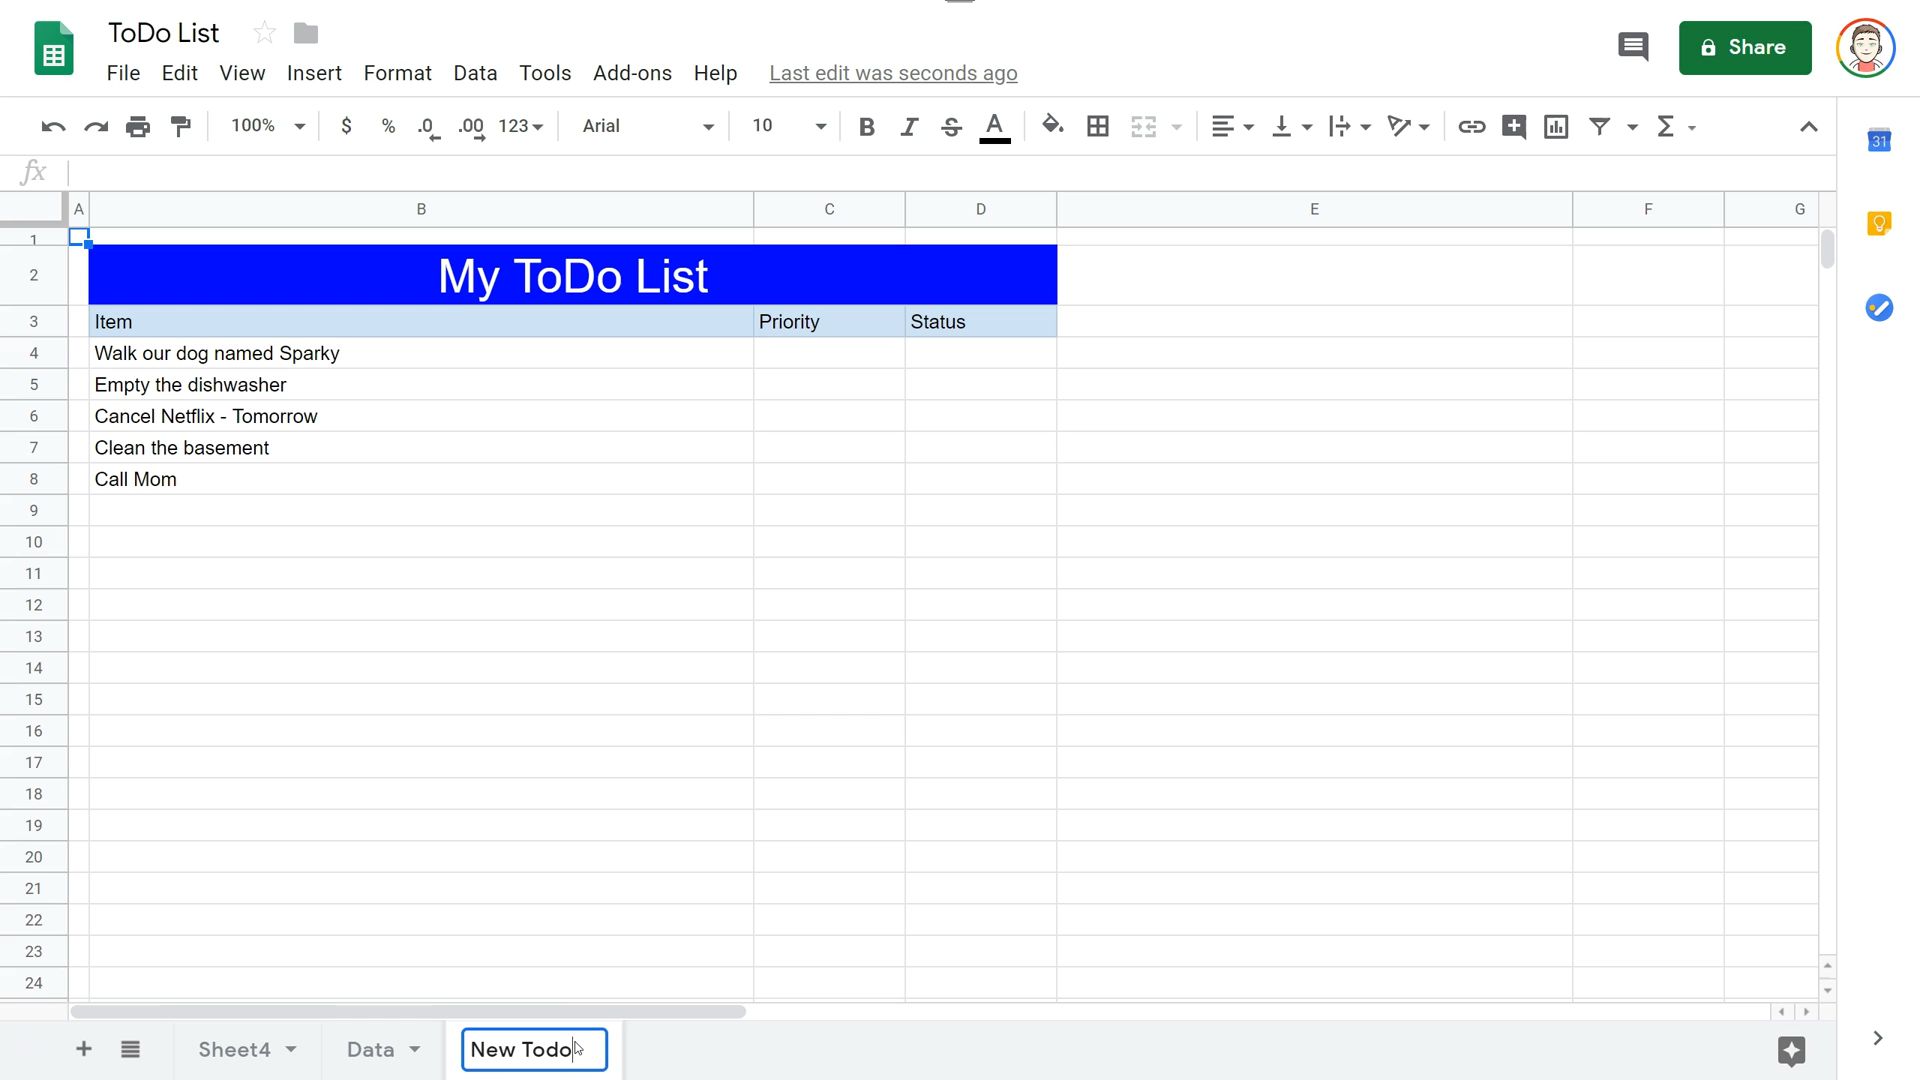 ToDo List
File Edit View Insert Format Data Tools Add-ons Help Last edit was seconds ago
Share
100% $ % .0 .00 123 Arial 10 B I S A
31
fx
A B C D E F G
1
2 My ToDo List
3 Item Priority Status
4 Walk our dog named Sparky
5 Empty the dishwasher
6 Cancel Netflix - Tomorrow
7 Clean the basement
8 Call Mom
9
10
11
12
13
14
15
16
17
18
19
20
21
22
23
24
Sheet4 Data New Todo